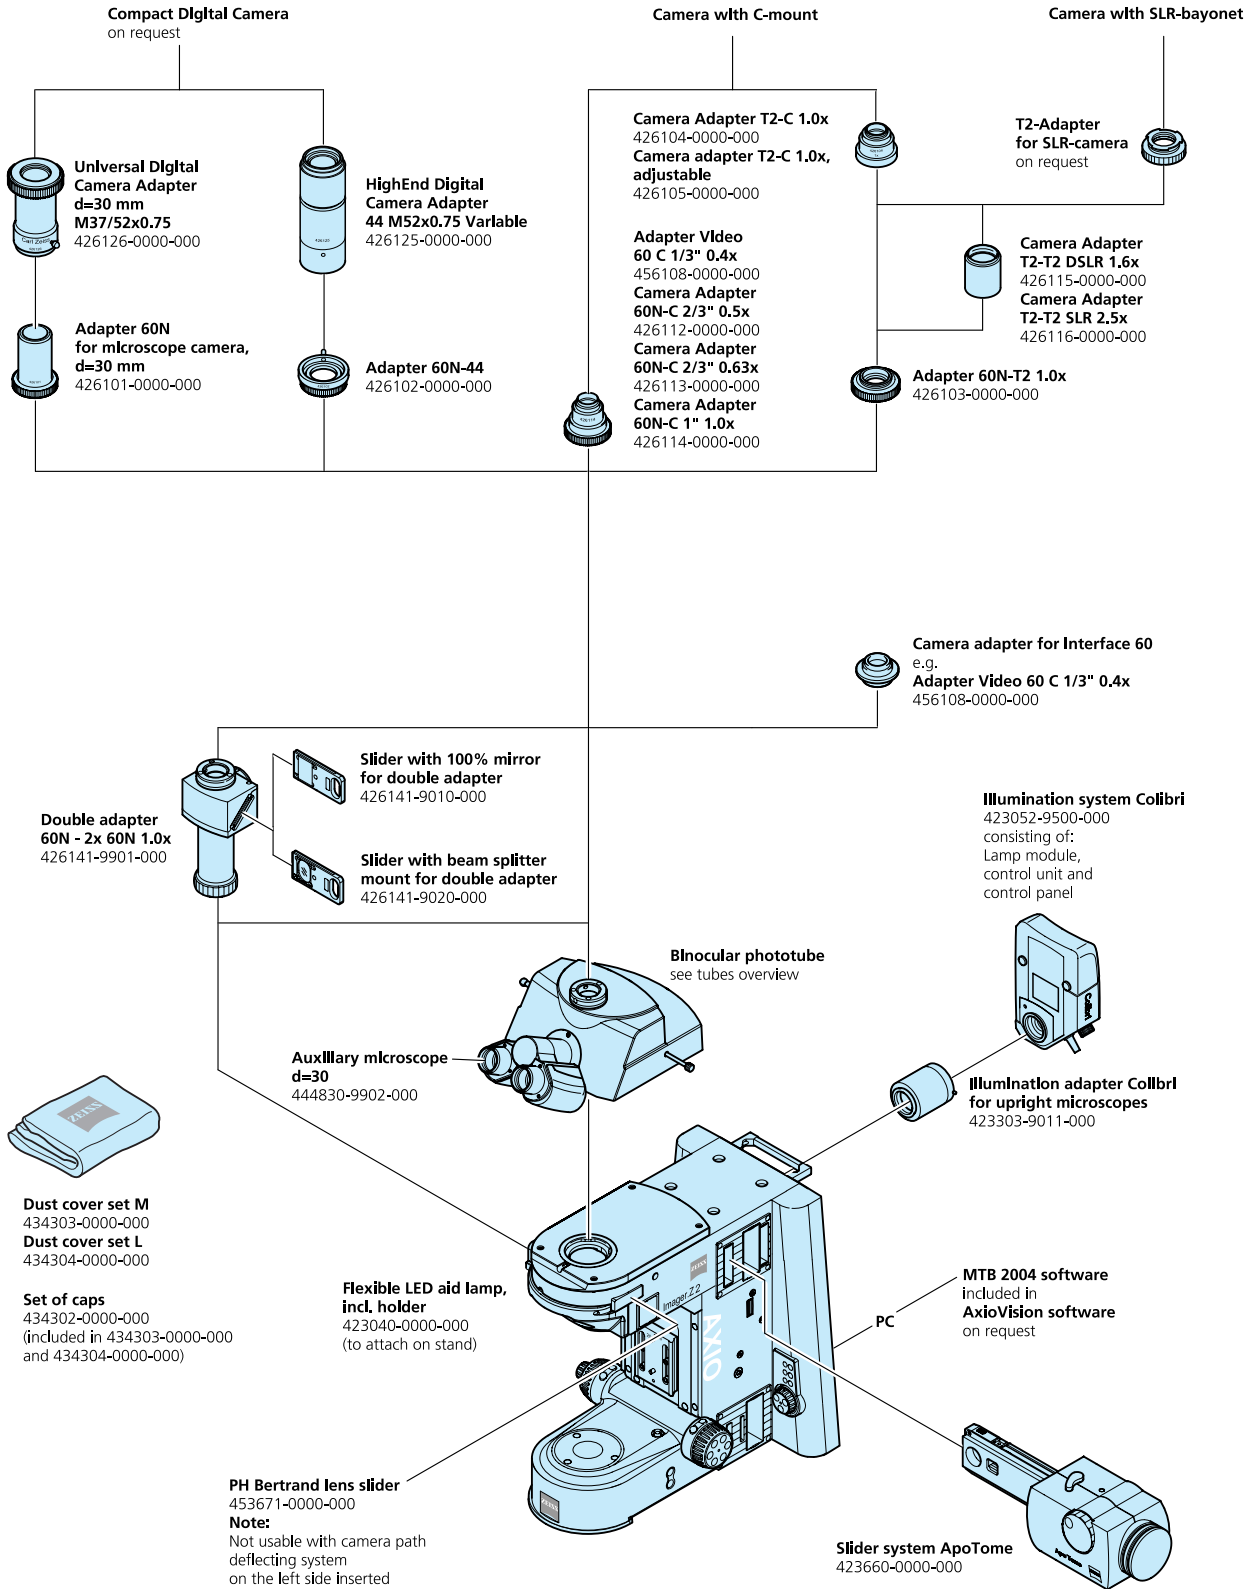 Compact Digital Camera
on request
Camera with C-mount
Camera with SLR-bayonet
Universal Digital
Camera Adapter
d=30 mm
M37/52x0.75
426126-0000-000
Carl Zeiss
HighEnd Digital
Camera Adapter
44 M52x0.75 Variable
426125-0000-000
426125
Camera Adapter T2-C 1.0x
426104-0000-000
Camera adapter T2-C 1.0x,
adjustable
426105-0000-000
T2-Adapter
for SLR-camera
on request
Adapter Video
60 C 1/3" 0.4x
456108-0000-000
Camera Adapter
60N-C 2/3" 0.5x
426112-0000-000
Camera Adapter
60N-C 2/3" 0.63x
426113-0000-000
Camera Adapter
60N-C 1" 1.0x
426114-0000-000
426114
Camera Adapter
T2-T2 DSLR 1.6x
426115-0000-000
Camera Adapter
T2-T2 SLR 2.5x
426116-0000-000
Adapter 60N
for microscope camera,
d=30 mm
426101-0000-000
Adapter 60N-44
426102-0000-000
Adapter 60N-T2 1.0x
426103-0000-000
Camera adapter for Interface 60
e.g.
Adapter Video 60 C 1/3" 0.4x
456108-0000-000
Slider with 100% mirror
for double adapter
426141-9010-000
Double adapter
60N - 2x 60N 1.0x
426141-9901-000
Slider with beam splitter
mount for double adapter
426141-9020-000
Illumination system Colibri
423052-9500-000
consisting of:
Lamp module,
control unit and
control panel
Colibri
Binocular phototube
see tubes overview
Auxiliary microscope
d=30
444830-9902-000
Illumination adapter Colibri
for upright microscopes
423303-9011-000
ZEISS
Dust cover set M
434303-0000-000
Dust cover set L
434304-0000-000
Set of caps
434302-0000-000
(included in 434303-0000-000
and 434304-0000-000)
Flexible LED aid lamp,
incl. holder
423040-0000-000
(to attach on stand)
ZEISS
Imager Z2
AXIO
PC
MTB 2004 software
included in
AxioVision software
on request
PH Bertrand lens slider
453671-0000-000
Note:
Not usable with camera path
deflecting system
on the left side inserted
ZEISS
Slider system ApoTome
423660-0000-000
ApoTome